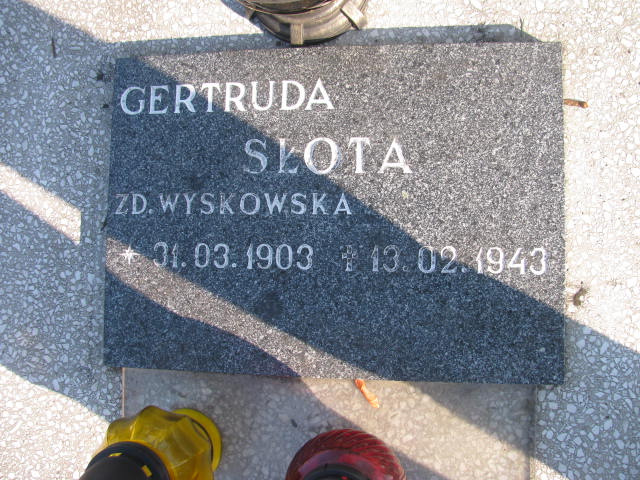 GERTRUDA
SŁOTA
ZD. WYSKOWSKA
* 31.03.1903 ✝ 13.02.1943